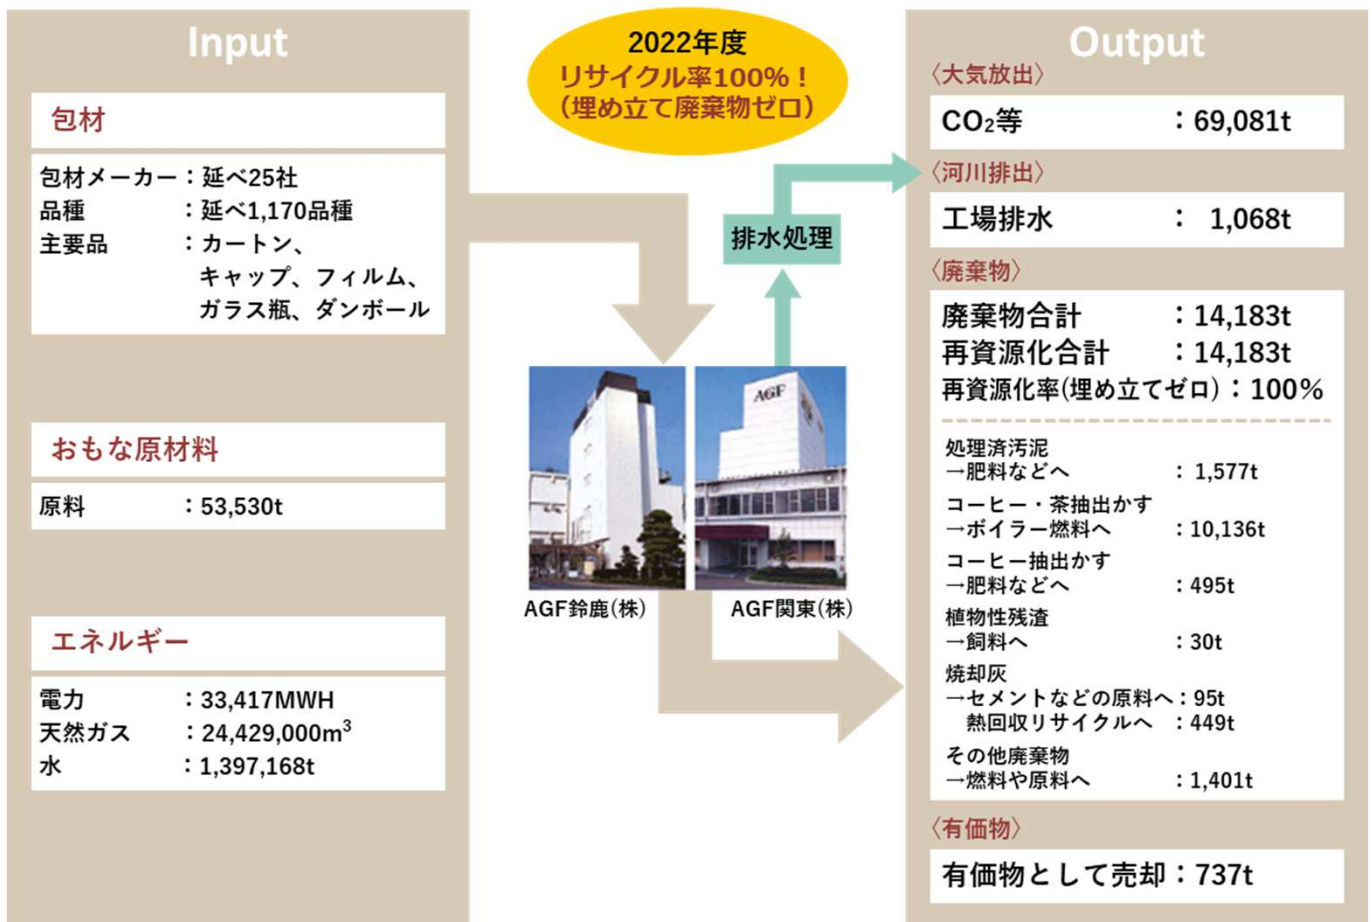 Input
包材
包材メーカー：延べ25社
品種：延べ1,170品種
主要品：カートン、
キャップ、フィルム、
ガラス瓶、ダンボール
おもな原材料
原料：53,530t
エネルギー
電力：33,417MWH
天然ガス：24,429,000m³
水：1,397,168t
2022年度
リサイクル率100%！
（埋め立て廃棄物ゼロ）
排水処理
AGF
AGF鈴鹿(株)
AGF関東(株)
Output
〈大気放出〉
CO₂等：69,081t
〈河川排出〉
工場排水：1,068t
〈廃棄物〉
廃棄物合計：14,183t
再資源化合計：14,183t
再資源化率(埋め立てゼロ)：100%
処理済汚泥
→肥料などへ：1,577t
コーヒー・茶抽出かす
→ボイラー燃料へ：10,136t
コーヒー抽出かす
→肥料などへ：495t
植物性残渣
→飼料へ：30t
焼却灰
→セメントなどの原料へ：95t
熱回収リサイクルへ：449t
その他廃棄物
→燃料や原料へ：1,401t
〈有価物〉
有価物として売却：737t